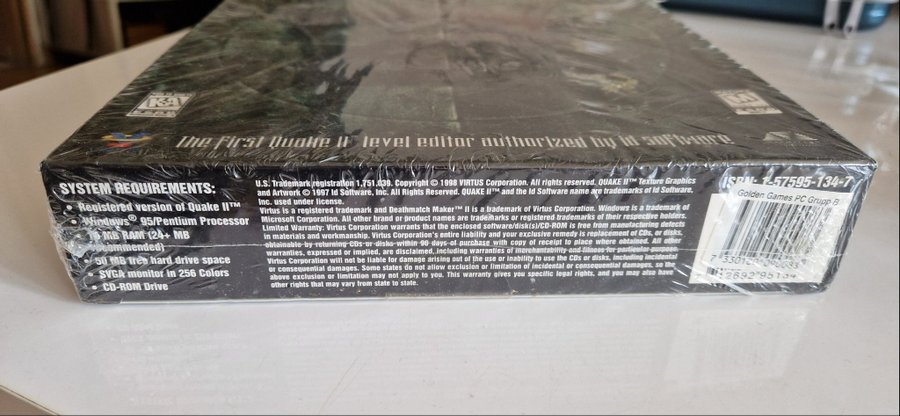 The First Quake II™ level editor authorized by id software
SYSTEM REQUIREMENTS:
• Registered version of Quake II™
• Windows® 95/Pentium Processor
MB RAM (24+ MB
recommended)
• 50 MB free hard drive space
• SVGA monitor in 256 Colors
• CD-ROM Drive
U.S. Trademark registration 1,751,839. Copyright © 1998 VIRTUS Corporation. All rights reserved. QUAKE II™ Texture Graphics
and Artwork © 1997 Id Software, Inc. All Rights Reserved. QUAKE II™ and the Id Software name are trademarks of Id Software,
Inc. used under license.
Virtus is a registered trademark and Deathmatch Maker™ II is a trademark of Virtus Corporation. Windows is a trademark of
Microsoft Corporation. All other brand or product names are trademarks or registered trademarks of their respective holders.
Limited Warranty: Virtus Corporation warrants that the enclosed software/disk(s)/CD-ROM is free from manufacturing defects
in materials and workmanship. Virtus Corporation's entire liability and your exclusive remedy is replacement of CDs, or disks,
obtainable by returning CDs or disks within 90 days of purchase with copy of receipt to place where obtained. All other
warranties, expressed or implied, are disclaimed, including warranties of merchantability and fitness for particular purpose.
Virtus Corporation will not be liable for damage arising out of the use or inability to use the CDs or disks, including incidental
or consequential damages. Some states do not allow exclusion or limitation of incidental or consequential damages, so the
above exclusion or limitation may not apply to you. This warranty gives you specific legal rights, and you may also have
other rights that may vary from state to state.
ISBN: 1-57595-134-7
Golden Games PC Grupp B